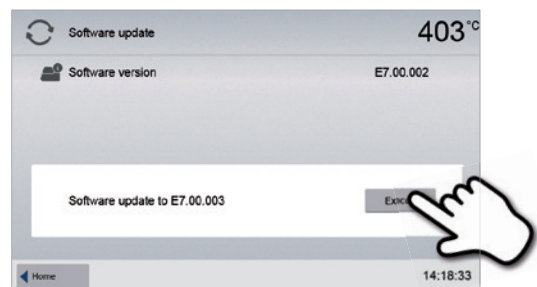 Software update 403 °C
Software version E7.00.002
Software update to E7.00.003
Home 14:18:33